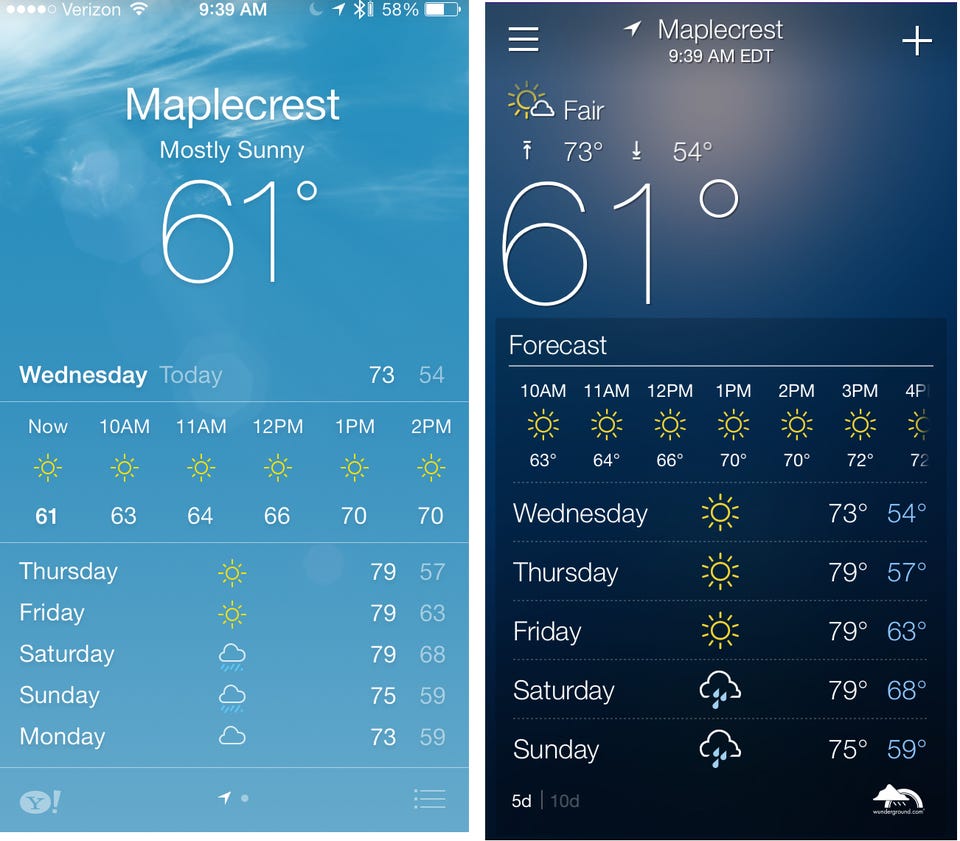 Verizon 9:39 AM 58%
Maplecrest
Mostly Sunny
61°
Wednesday Today 73 54
Now 10AM 11AM 12PM 1PM 2PM
61 63 64 66 70 70
Thursday 79 57
Friday 79 63
Saturday 79 68
Sunday 75 59
Monday 73 59
Y!
Maplecrest
9:39 AM EDT
Fair
73° 54°
61°
Forecast
10AM 11AM 12PM 1PM 2PM 3PM 4P
63° 64° 66° 70° 70° 72° 72
Wednesday 73° 54°
Thursday 79° 57°
Friday 79° 63°
Saturday 79° 68°
Sunday 75° 59°
5d 10d
wunderground.com